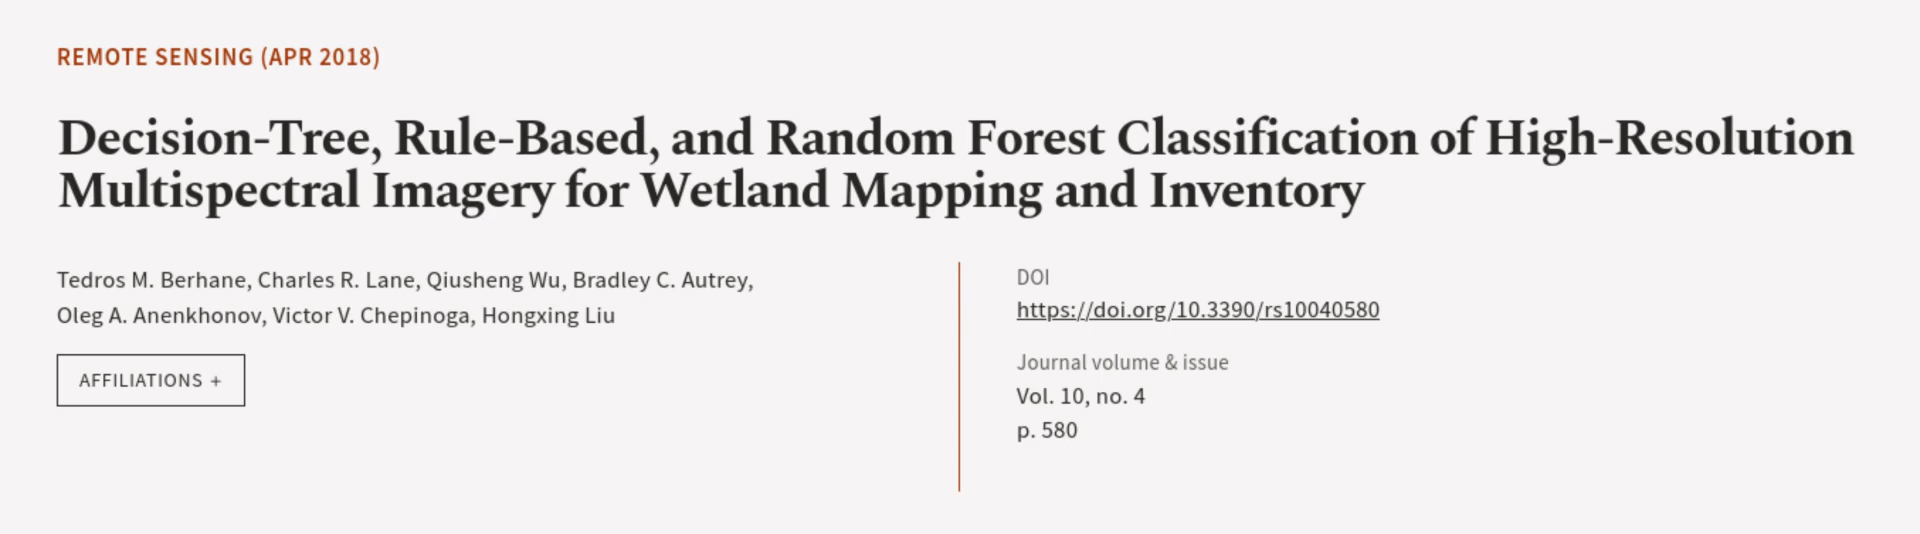 REMOTE SENSING (APR 2018)
Decision-Tree, Rule-Based, and Random Forest Classification of High-Resolution
Multispectral Imagery for Wetland Mapping and Inventory
Tedros M. Berhane, Charles R. Lane, Qiusheng Wu, Bradley C. Autrey,
Oleg A. Anenkhonov, Victor V. Chepinoga, Hongxing Liu
AFFILIATIONS +
DOI
https://doi.org/10.3390/rs10040580
Journal volume & issue
Vol. 10, no. 4
p. 580